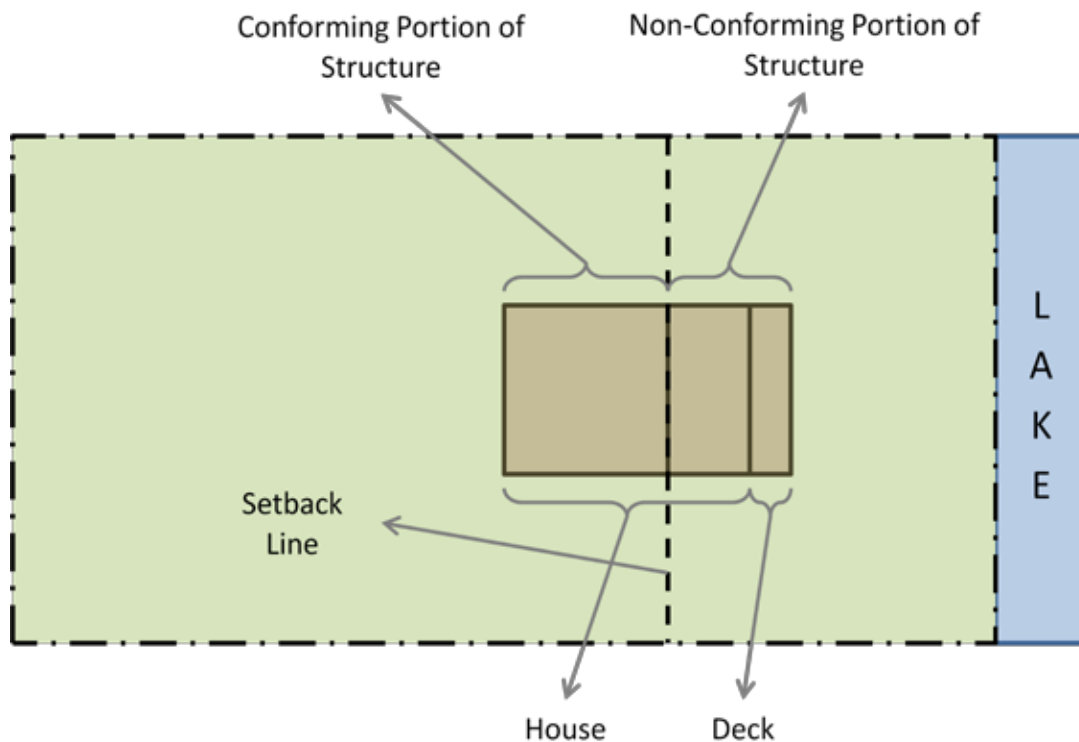 Conforming Portion of
Structure
Non-Conforming Portion of
Structure
L
A
K
E
Setback
Line
House
Deck